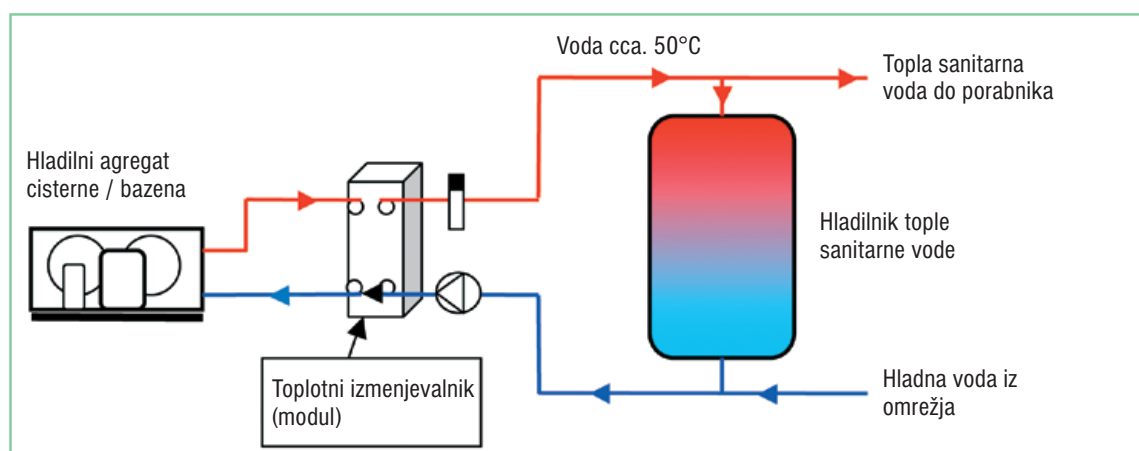 Voda cca. 50°C
Topla sanitarna
voda do porabnika
Hladilni agregat
cisterne / bazena
Hladilnik tople
sanitarne vode
Toplotni izmenjevalnik
(modul)
Hladna voda iz
omrežja